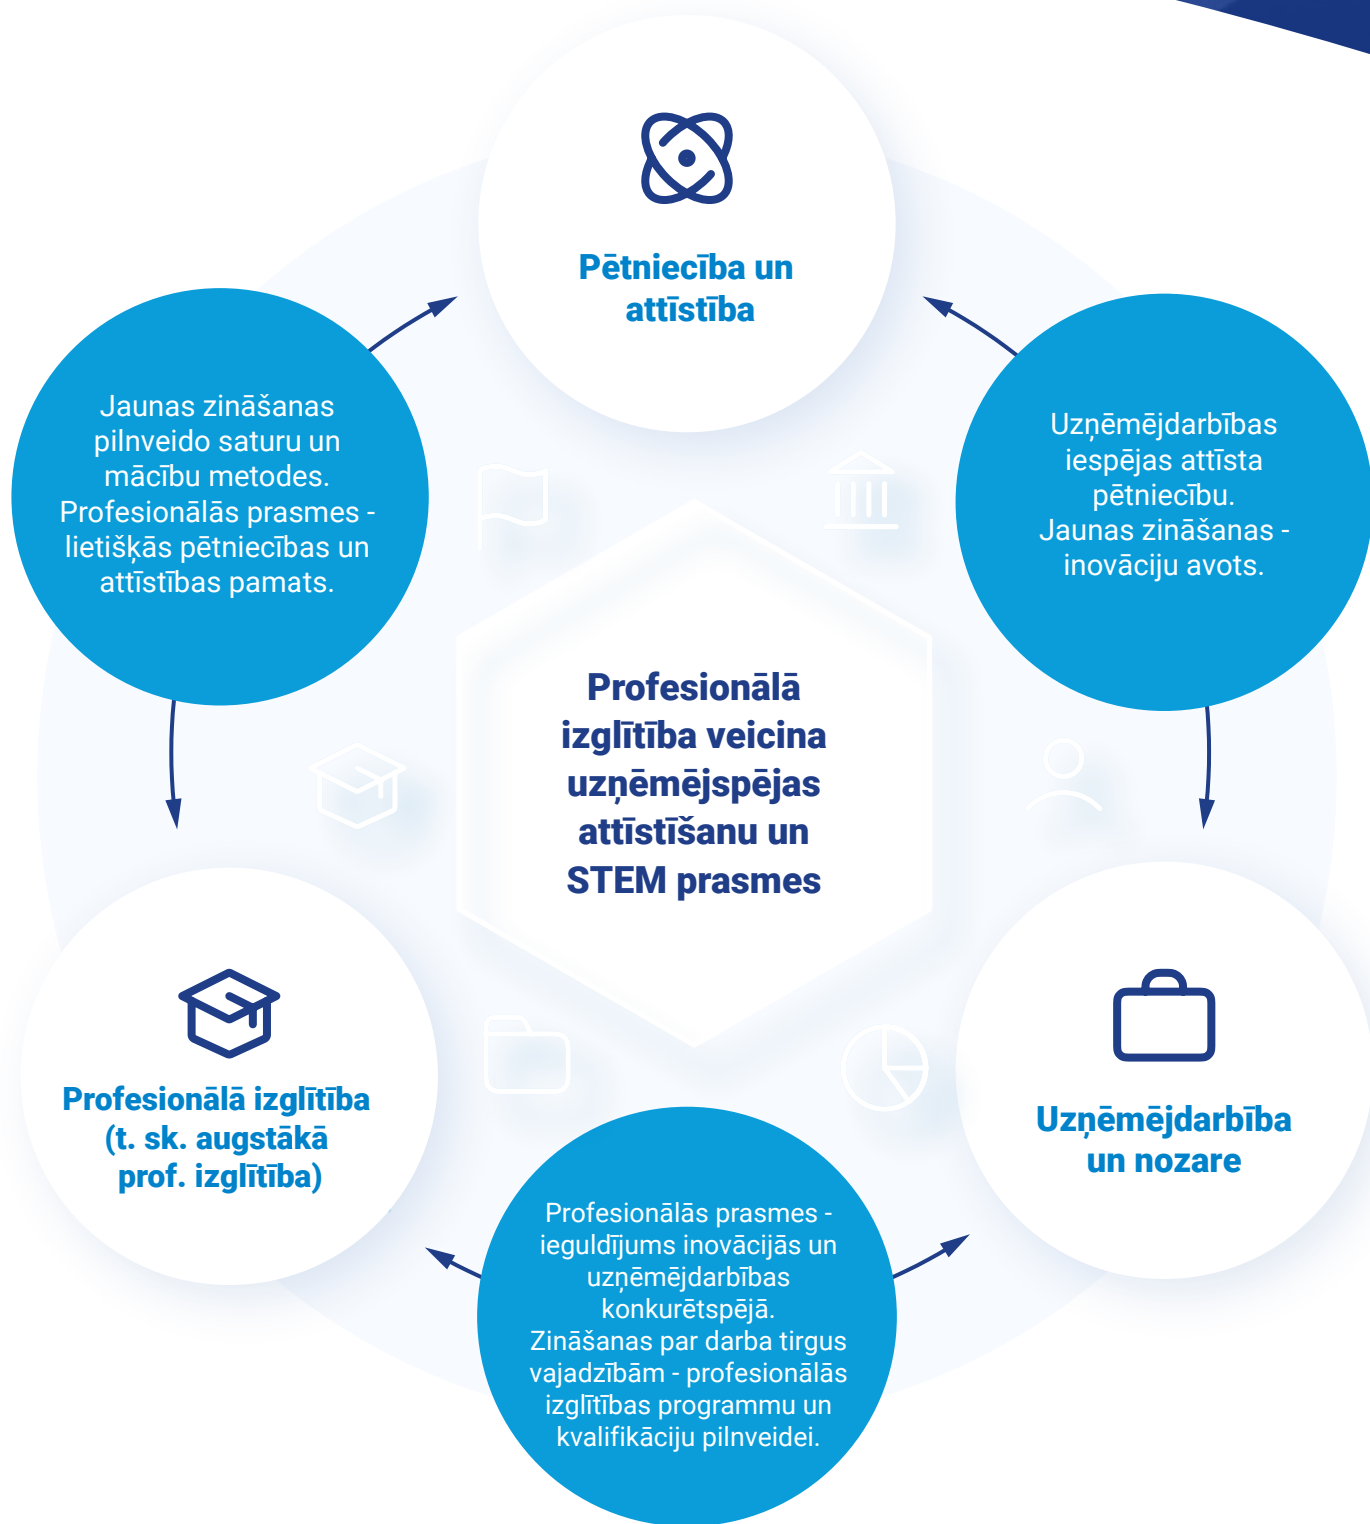 Pētniecība un
attīstība
Jaunas zināšanas
pilnveido saturu un
mācību metodes.
Profesionālās prasmes -
lietišķās pētniecības un
attīstības pamats.
Uzņēmējdarbības
iespējas attīsta
pētniecību.
Jaunas zināšanas -
inovāciju avots.
Profesionālā
izglītība veicina
uzņēmējspējas
attīstīšanu un
STEM prasmes
Profesionālā izglītība
(t. sk. augstākā
prof. izglītība)
Uzņēmējdarbība
un nozare
Profesionālās prasmes -
ieguldījums inovācijās un
uzņēmējdarbības
konkurētspējā.
Zināšanas par darba tirgus
vajadzībām - profesionālās
izglītības programmu un
kvalifikāciju pilnveidei.